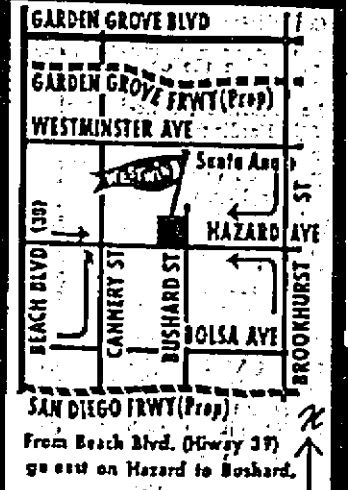 GARDEN GROVE BLVD
GARDEN GROVE FRWY (Prop)
WESTMINSTER AVE
WESTWIND
Santa Ana
(39)
HAZARD AVE
BEACH BLVD
CANNERY ST
BUSHARD ST
BROOKHURST ST
BOLSA AVE
SAN DIEGO FRWY (Prop)
From Beach Blvd. (Hiway 39)
go east on Hazard to Bushard.